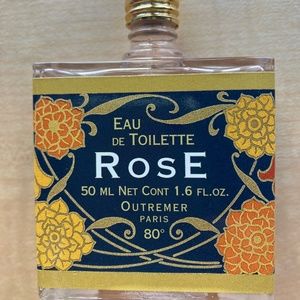 EAU
DE TOILETTE
ROSE
50 ML NET CONT 1.6 FL.OZ.
OUTREMER
PARIS
80°